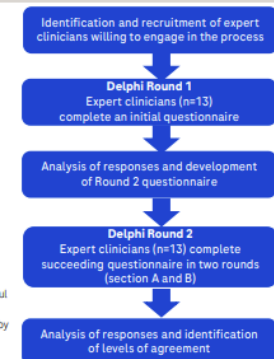 Identification and recruitment of expert
clinicians willing to engage in the process
Delphi Round 1
Expert clinicians (n=13)
complete an initial questionnaire
Analysis of responses and development
of Round 2 questionnaire
Delphi Round 2
Expert clinicians (n=13) complete
succeeding questionnaire in two rounds
(section A and B)
ul
by
Analysis of responses and identification
of levels of agreement